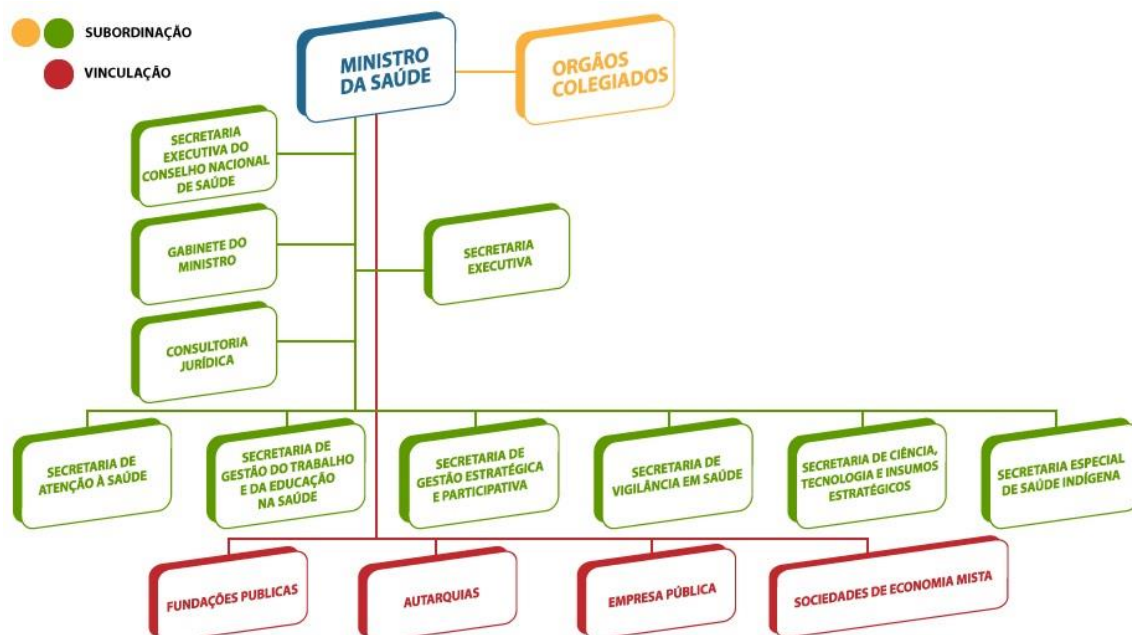 SUBORDINAÇÃO
VINCULAÇÃO
MINISTRO
DA SAÚDE
ORGÃOS
COLEGIADOS
SECRETARIA
EXECUTIVA DO
CONSELHO NACIONAL
DE SAÚDE
GABINETE DO
MINISTRO
SECRETARIA
EXECUTIVA
CONSULTORIA
JURÍDICA
SECRETARIA DE
ATENÇÃO À SAÚDE
SECRETARIA DE
GESTÃO DO TRABALHO
E DA EDUCAÇÃO
NA SAÚDE
SECRETARIA DE
GESTÃO ESTRATÉGICA
E PARTICIPATIVA
SECRETARIA DE
VIGILÂNCIA EM SAÚDE
SECRETARIA DE CIÊNCIA,
TECNOLOGIA E INSUMOS
ESTRATÉGICOS
SECRETARIA ESPECIAL
DE SAÚDE INDÍGENA
FUNDAÇÕES PUBLICAS
AUTARQUIAS
EMPRESA PÚBLICA
SOCIEDADES DE ECONOMIA MISTA